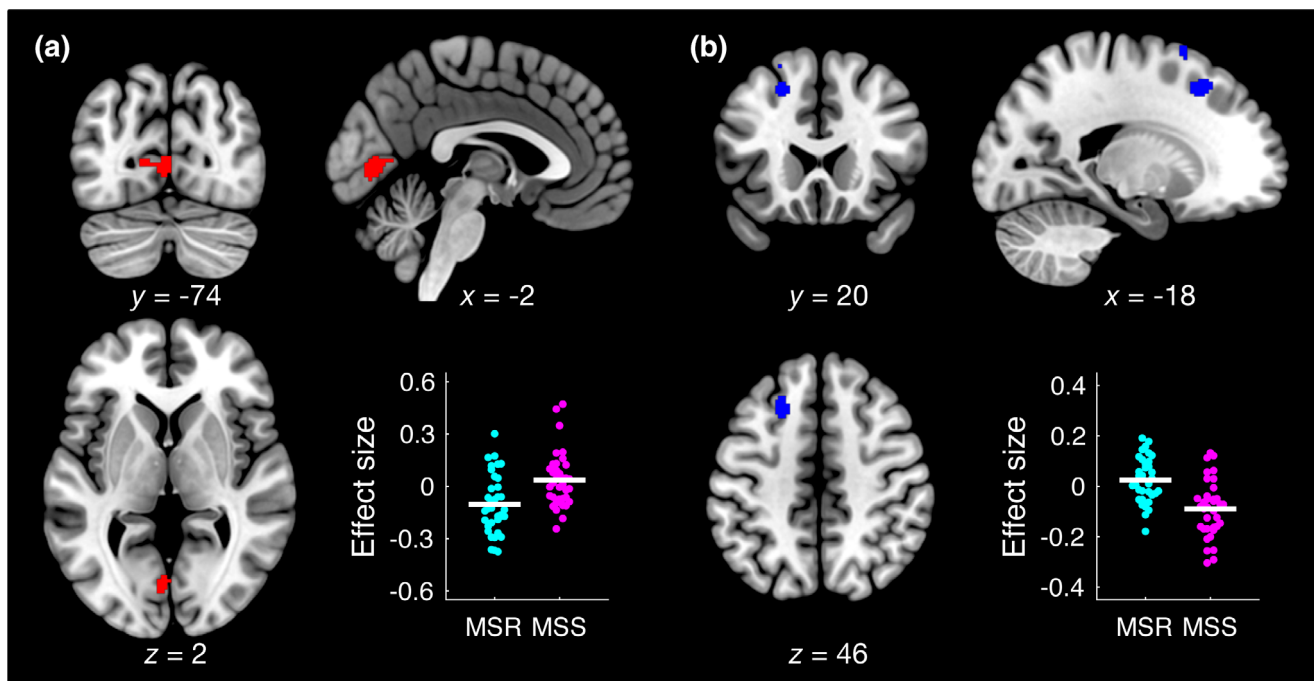 (a)
y = -74
x = -2
z = 2
Effect size
0.6
0.3
0
-0.3
-0.6
MSR MSS
(b)
y = 20
x = -18
z = 46
Effect size
0.4
0.2
0
-0.2
-0.4
MSR MSS